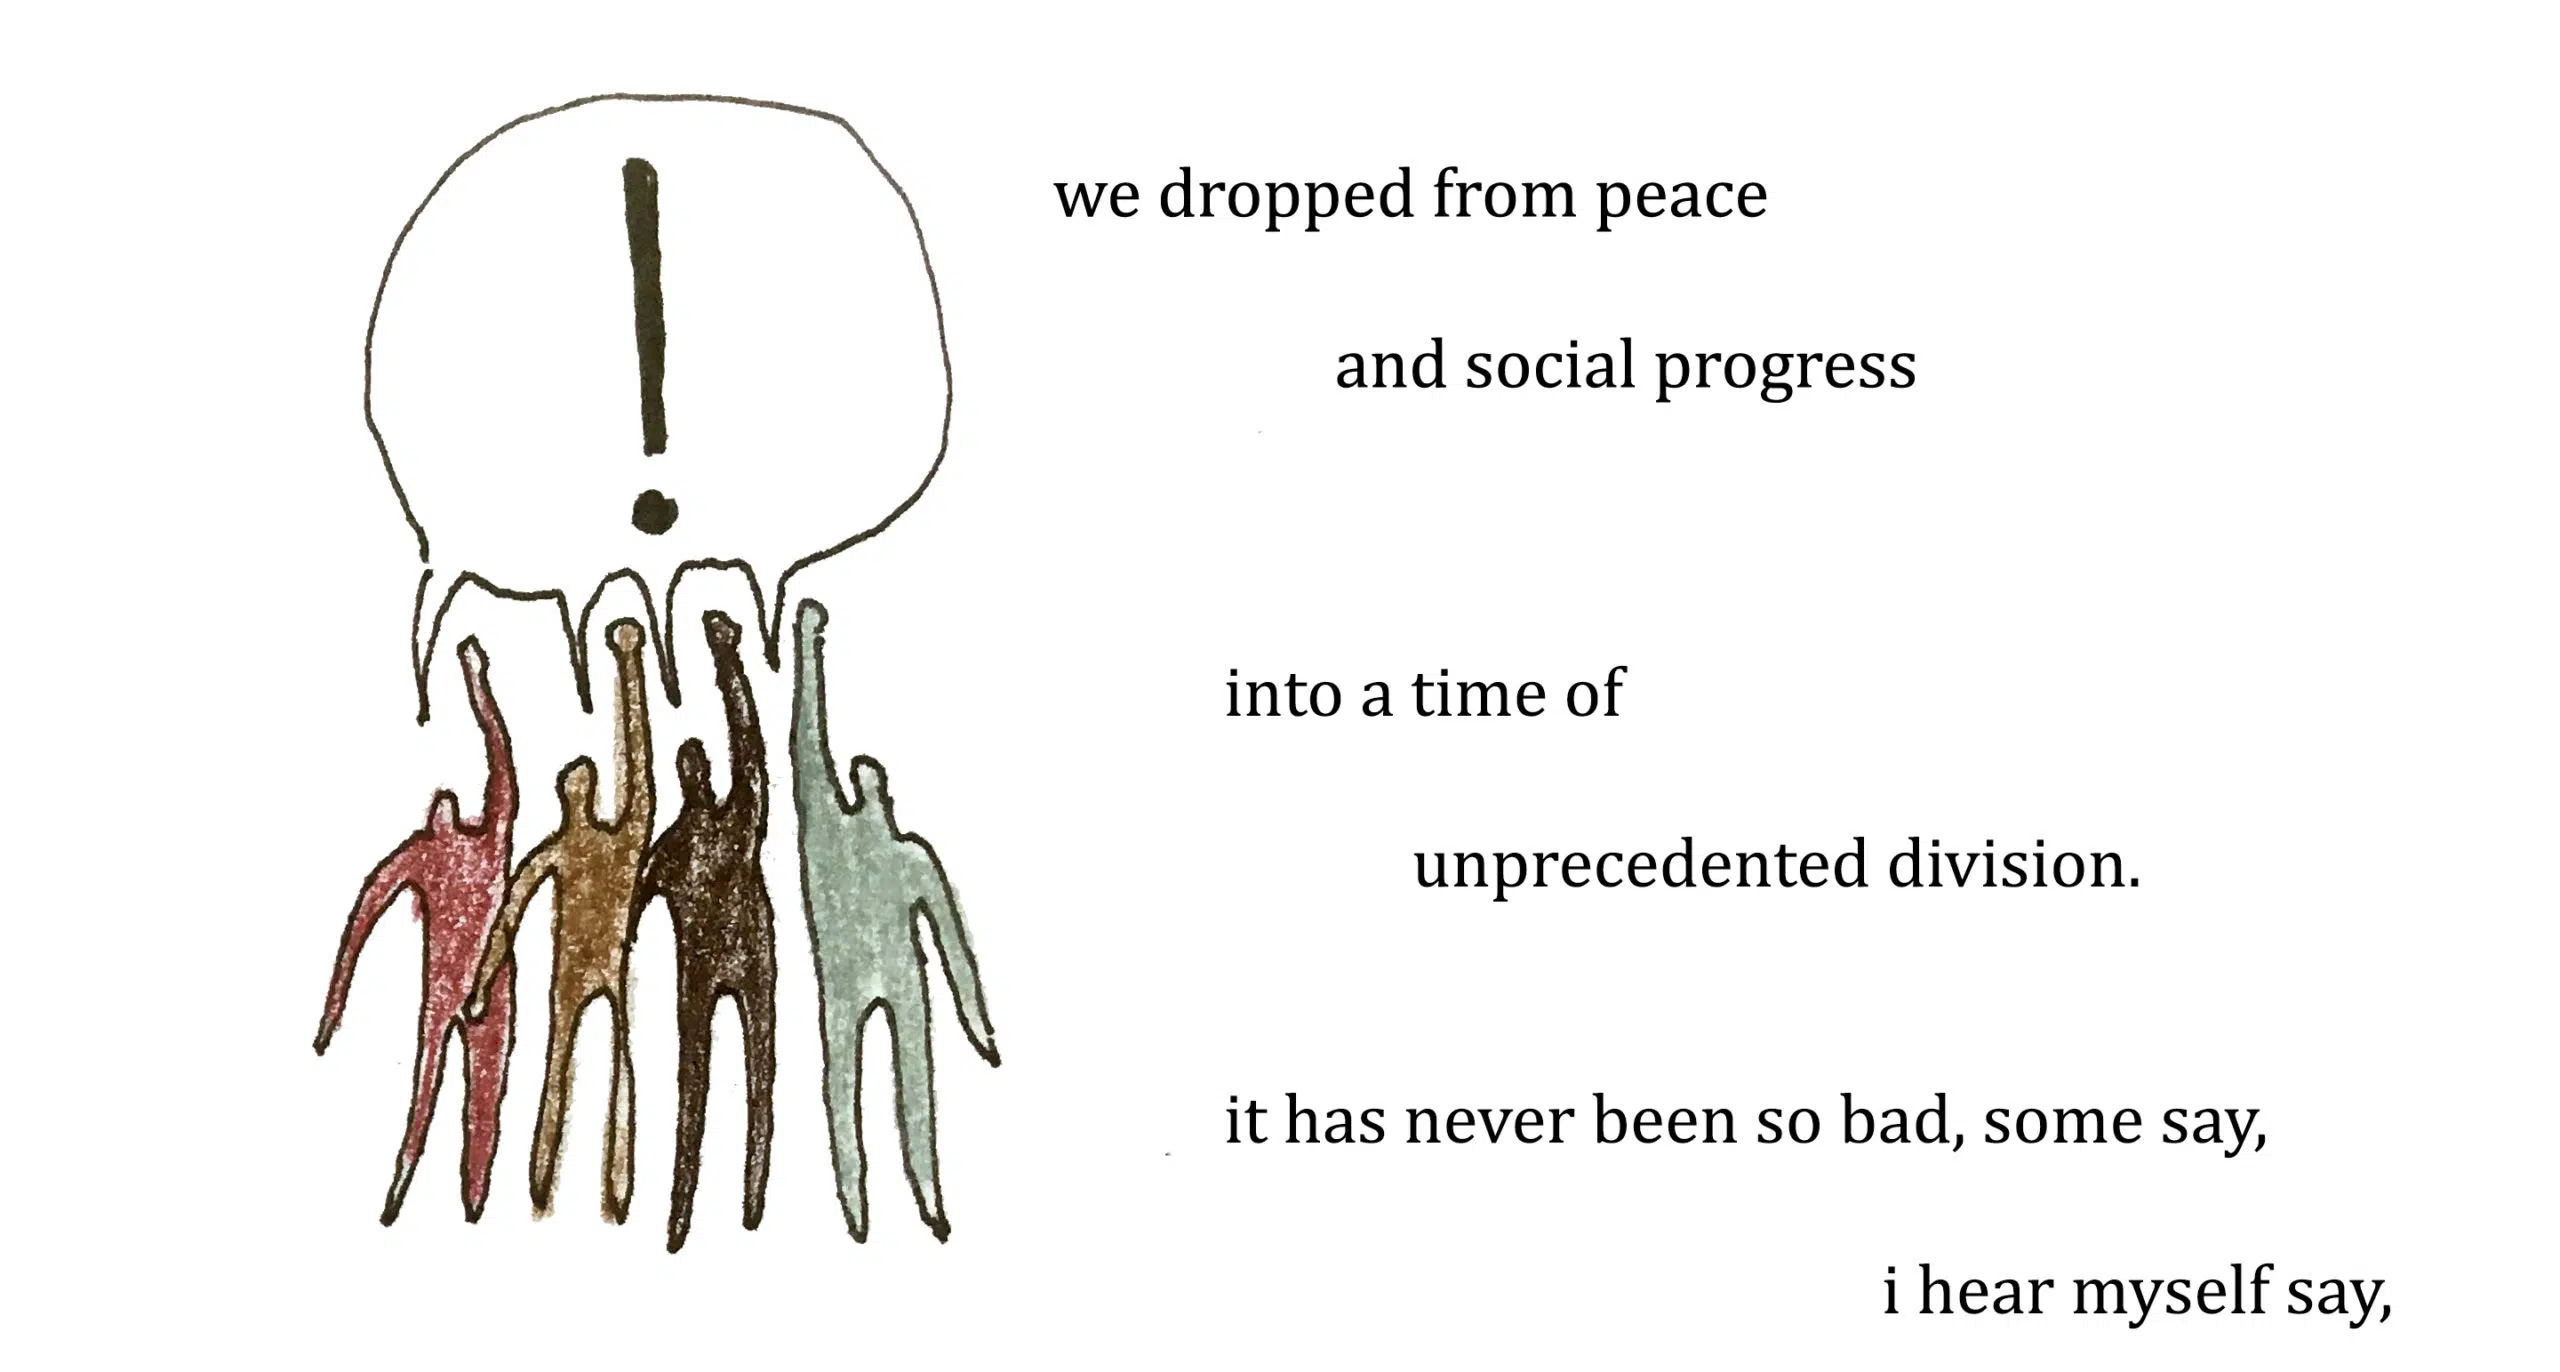 !
we dropped from peace
and social progress
into a time of
unprecedented division.
it has never been so bad, some say,
i hear myself say,